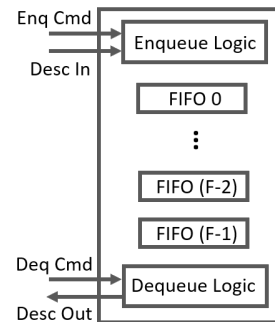 Enq Cmd
Enqueue Logic
Desc In
FIFO 0
FIFO (F-2)
FIFO (F-1)
Deq Cmd
Dequeue Logic
Desc Out